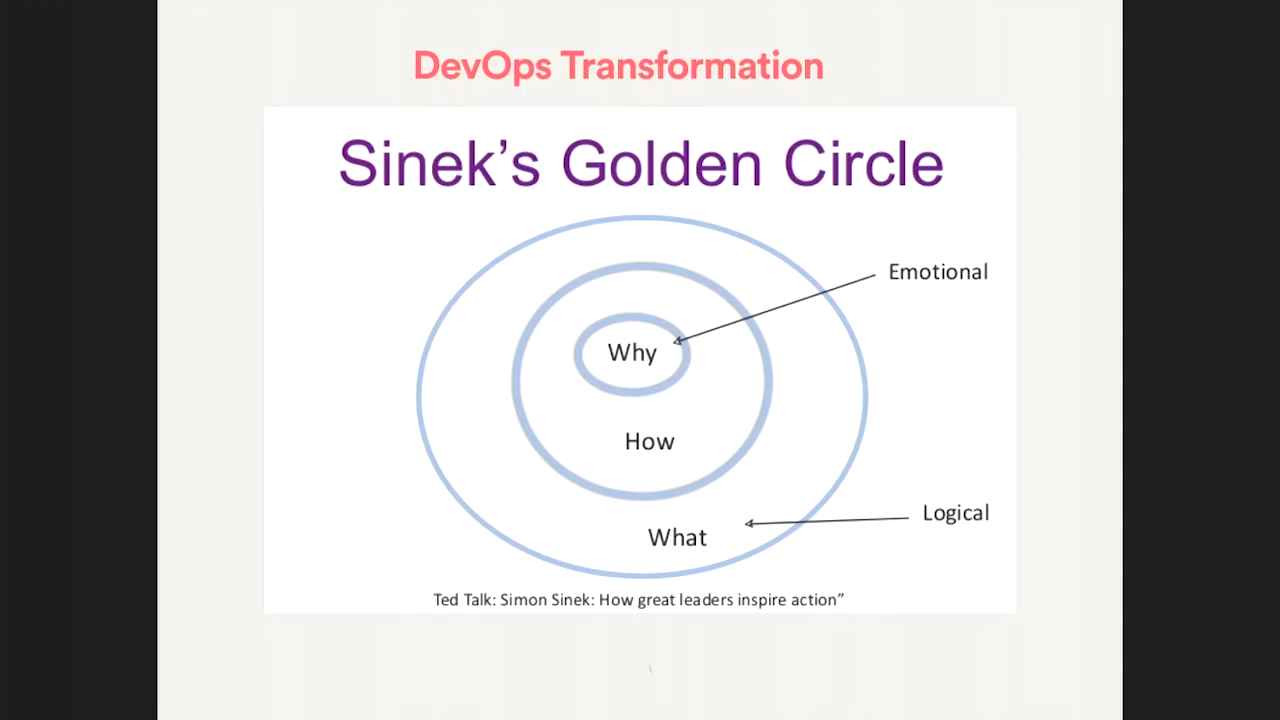 DevOps Transformation
Sinek's Golden Circle
Emotional
Why
How
Logical
What
Ted Talk: Simon Sinek: How great leaders inspire action”
\